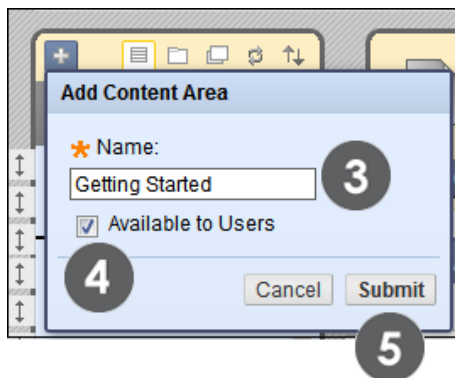 Add Content Area
* Name:
Getting Started
3
Available to Users
4
Cancel Submit
5